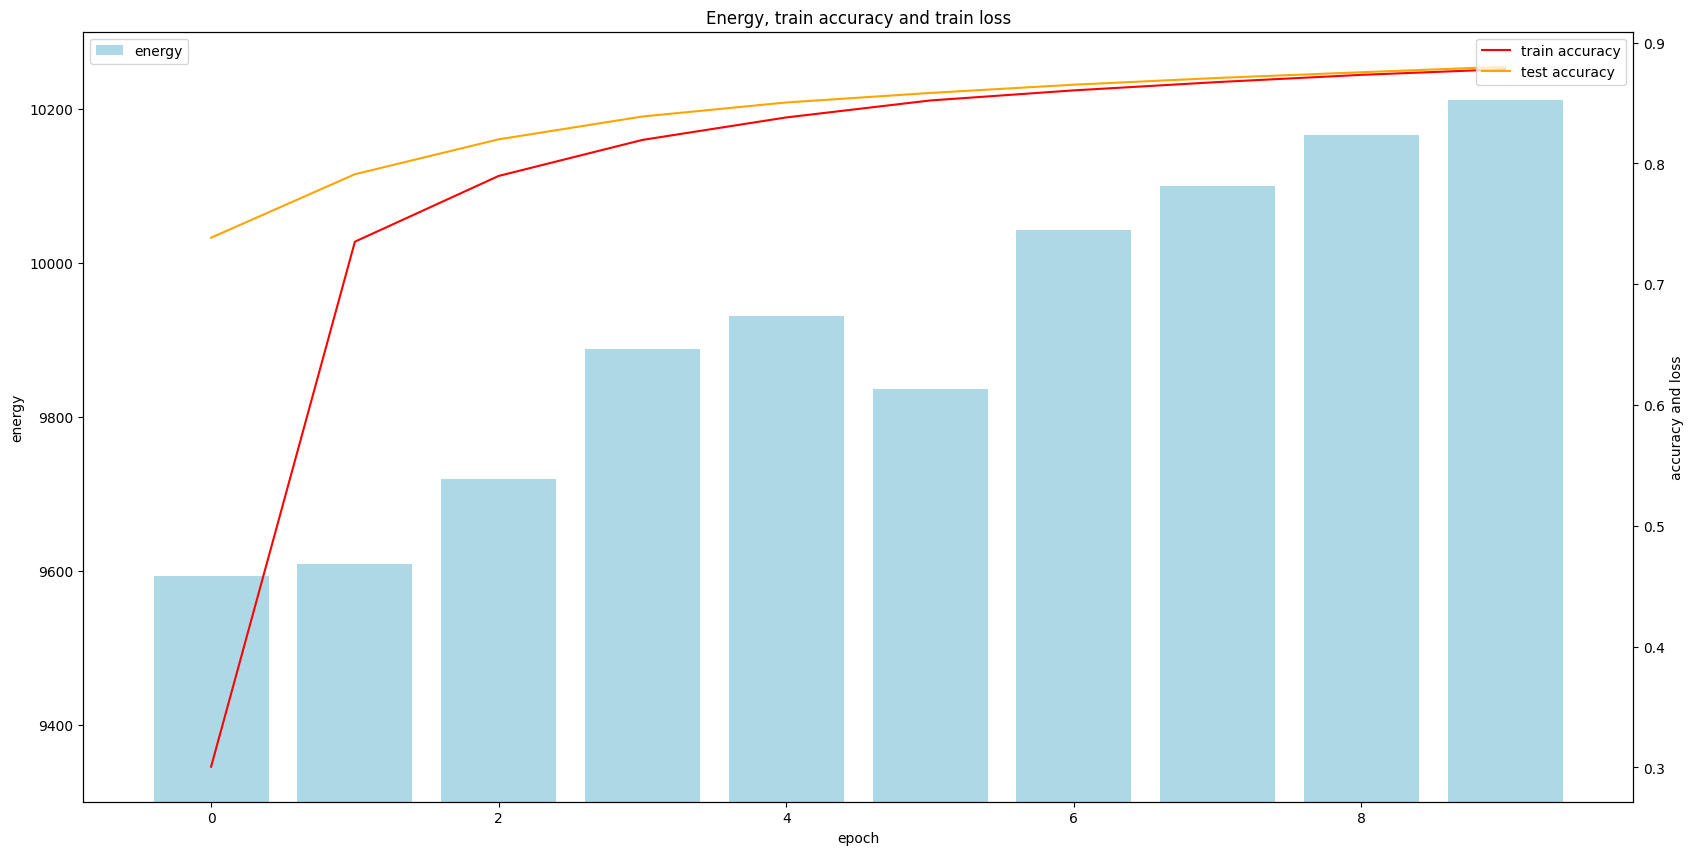 Energy, train accuracy and train loss
energy
train accuracy
test accuracy
10200
10000
9800
9600
9400
energy
0.9
0.8
0.7
0.6
0.5
0.4
0.3
accuracy and loss
0 2 4 6 8
epoch